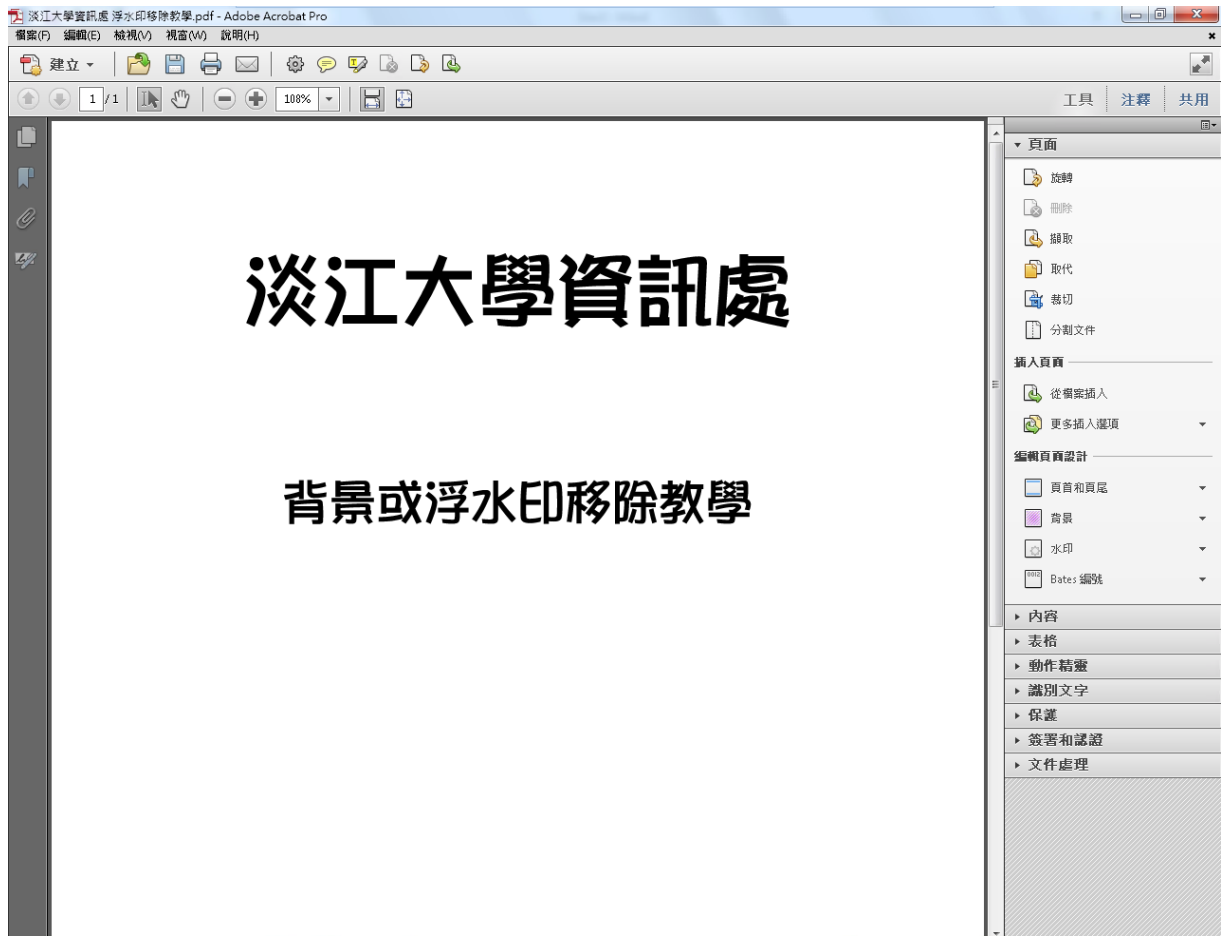 淡江大學資訊處 浮水印移除教學.pdf - Adobe Acrobat Pro
檔案(F) 編輯(E) 檢視(V) 視窗(W) 說明(H)
建立
1 / 1 108% 工具 注釋 共用
頁面
旋轉
刪除
擷取
取代
裁切
分割文件
插入頁面
從檔案插入
更多插入選項
編輯頁面設計
頁首和頁尾
背景
水印
Bates 編號
內容
表格
動作精靈
識別文字
保護
簽署和認證
文件處理
淡江大學資訊處
背景或浮水印移除教學